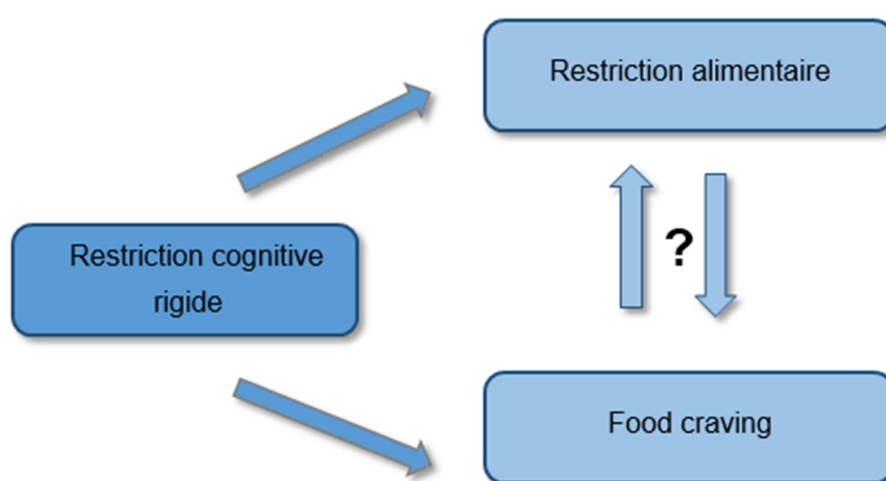 Restriction alimentaire
Restriction cognitive
rigide
?
Food craving